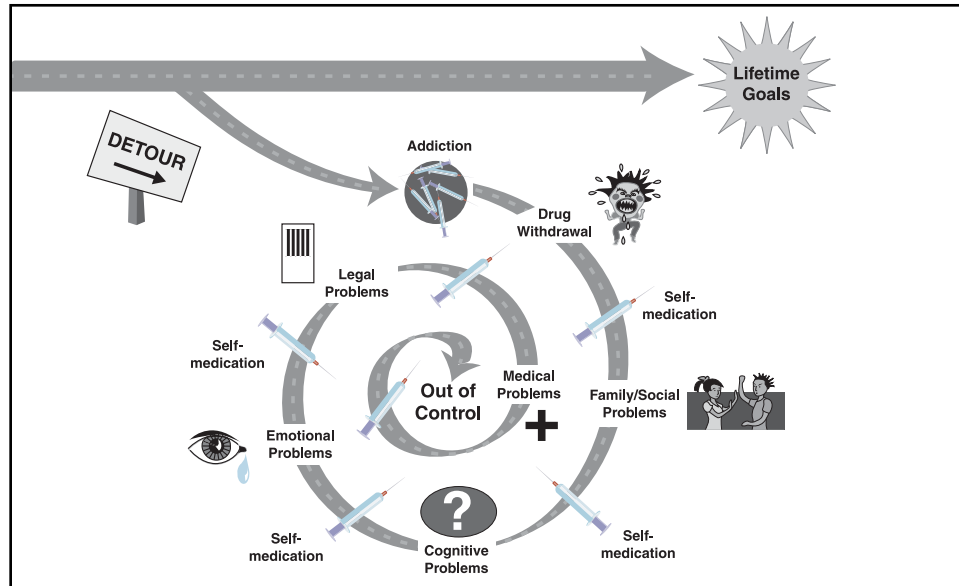 Lifetime
Goals
DETOUR
Addiction
Drug
Withdrawal
Legal
Problems
Self-
medication
Self-
medication
Medical
Problems
Out of
Control
Family/Social
Problems
Emotional
Problems
?
Self-
medication
Self-
medication
Cognitive
Problems